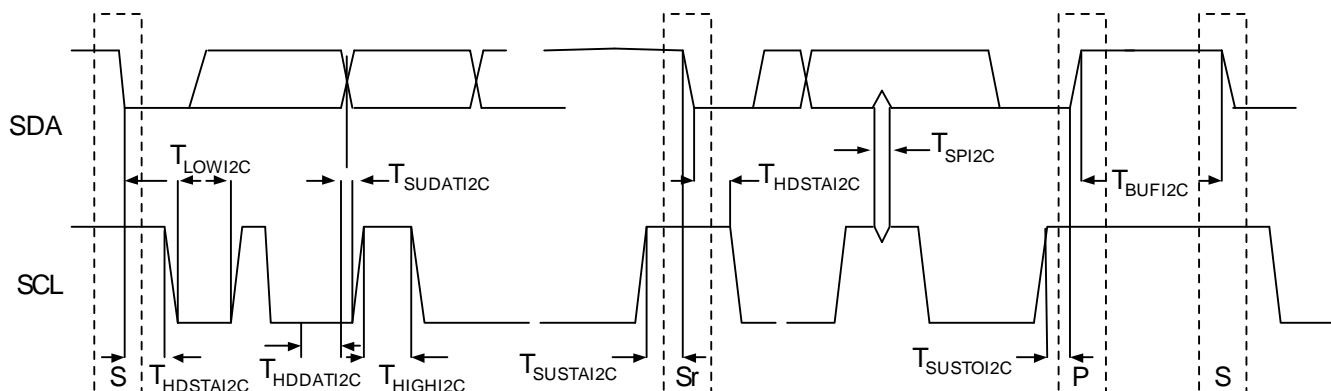 SDA
T_LOWI2C
T_SUDATI2C
T_HDSTAI2C
T_SPI2C
T_BUFI2C
SCL
S
T_HDSTAI2C
T_HDDATI2C
T_HIGHI2C
T_SUSTAI2C
Sr
T_SUSTOI2C
P
S